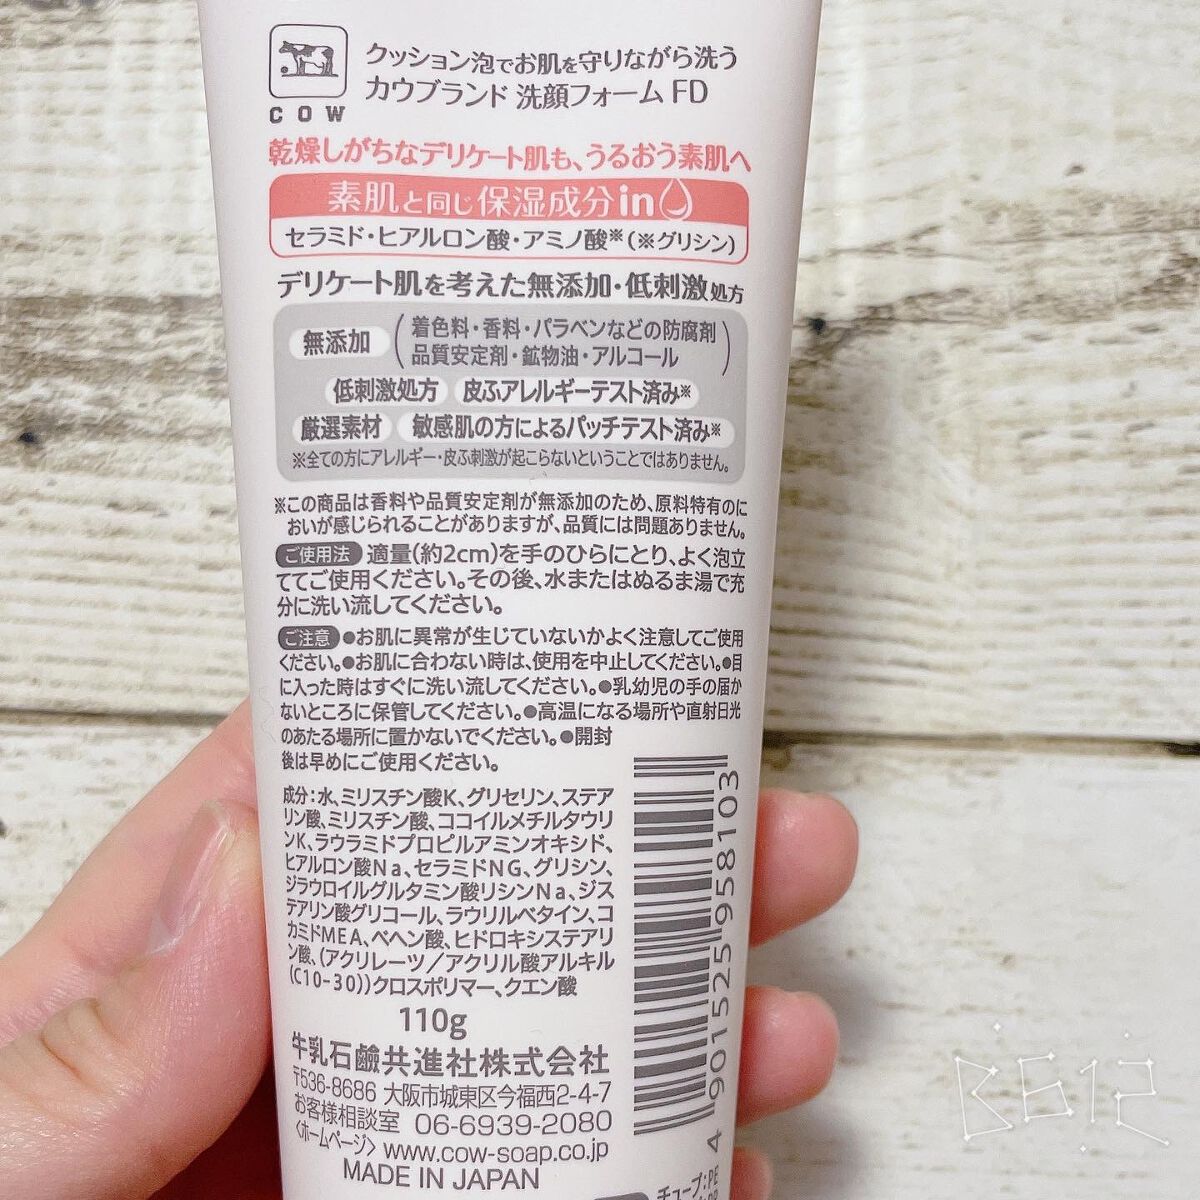 クッション泡でお肌を守りながら洗う
カウブランド 洗顔フォーム FD
COW
乾燥しがちなデリケート肌も、うるおう素肌へ
素肌と同じ保湿成分in
セラミド・ヒアルロン酸・アミノ酸※(※グリシン)
デリケート肌を考えた無添加・低刺激処方
無添加 (着色料・香料・パラベンなどの防腐剤
品質安定剤・鉱物油・アルコール)
低刺激処方 皮ふアレルギーテスト済み※
厳選素材 敏感肌の方によるパッチテスト済み※
※全ての方にアレルギー・皮ふ刺激が起こらないということではありません。
※この商品は香料や品質安定剤が無添加のため、原料特有のに
おいが感じられることがありますが、品質には問題ありません。
ご使用法 適量(約2cm)を手のひらにとり、よく泡立
ててご使用ください。その後、水またはぬるま湯で充
分に洗い流してください。
ご注意 ●お肌に異常が生じていないかよく注意してご使用
ください。●お肌に合わない時は、使用を中止してください。●目
に入った時はすぐに洗い流してください。●乳幼児の手の届か
ないところに保管してください。●高温になる場所や直射日光
のあたる場所に置かないでください。●開封
後は早めにご使用ください。
成分:水、ミリスチン酸K、グリセリン、ステア
リン酸、ミリスチン酸、ココイルメチルタウリ
ンK、ラウラミドプロピルアミンオキシド、
ヒアルロン酸Na、セラミドNG、グリシン、
ジラウロイルグルタミン酸リシンNa、ジス
テアリン酸グリコール、ラウリルベタイン、コ
カミドMEA、ベヘン酸、ヒドロキシステアリ
ン酸、(アクリレーツ/アクリル酸アルキル
(C10-30))クロスポリマー、クエン酸
110g
牛乳石鹼共進社株式会社
〒536-8686 大阪市城東区今福西2-4-7
お客様相談室 06-6939-2080
〈ホームページ〉www.cow-soap.co.jp
MADE IN JAPAN
4 901525 958103
チューブ:PE
B612